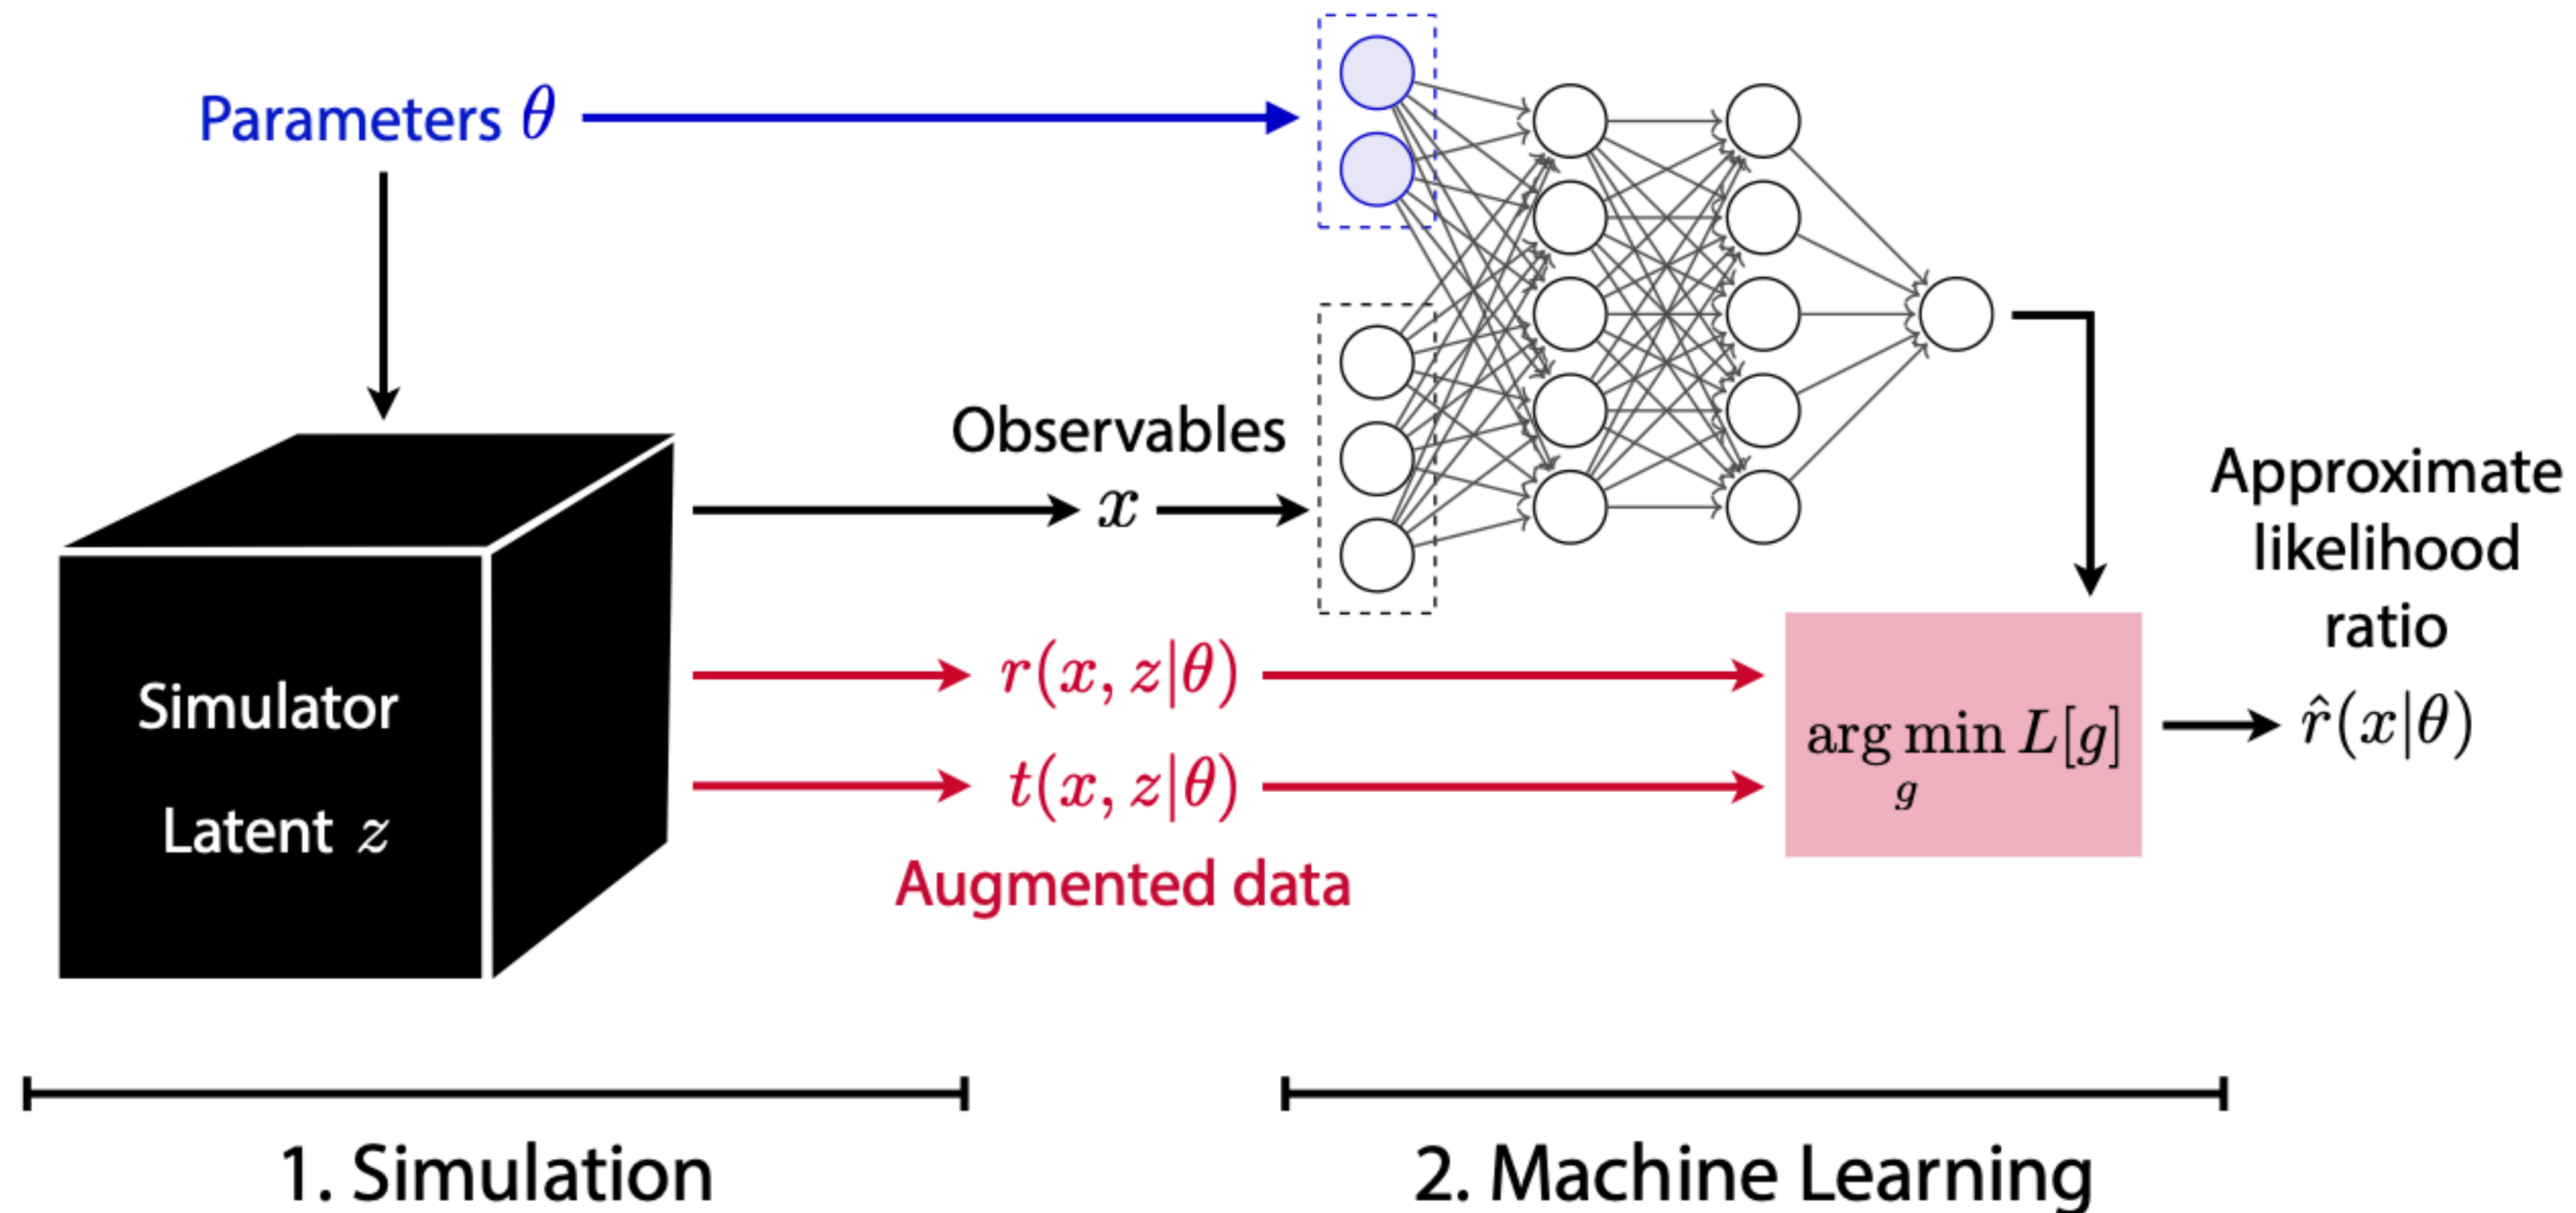 Parameters θ
Observables
x
Simulator
Latent z
r(x, z|θ)
t(x, z|θ)
Augmented data
arg min L[g]
g
Approximate
likelihood
ratio
r̂(x|θ)
1. Simulation
2. Machine Learning